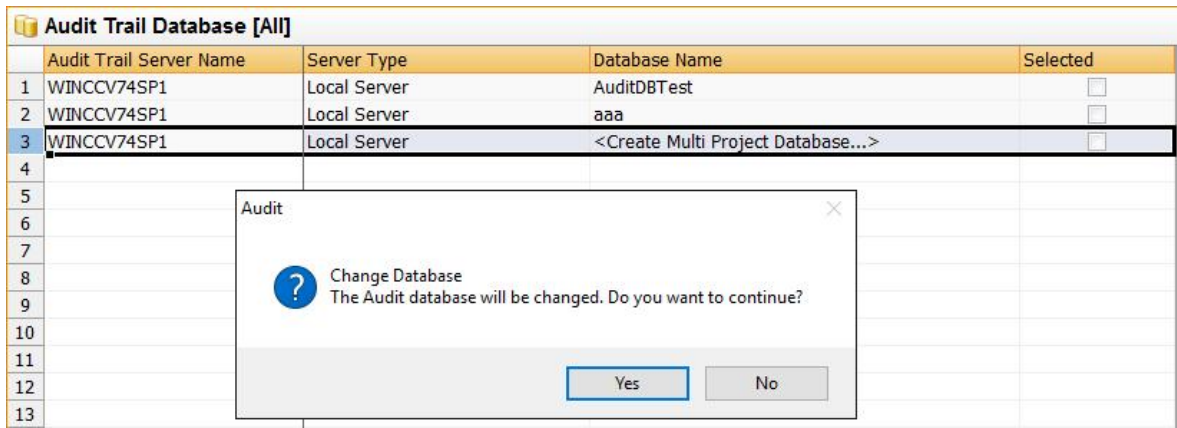 Audit Trail Database [All]
Audit Trail Server Name Server Type Database Name Selected
1 WINCCV74SP1 Local Server AuditDBTest
2 WINCCV74SP1 Local Server aaa
3 WINCCV74SP1 Local Server <Create Multi Project Database...>
4
5
6
7
8
9
10
11
12
13
Audit
Change Database
The Audit database will be changed. Do you want to continue?
Yes No